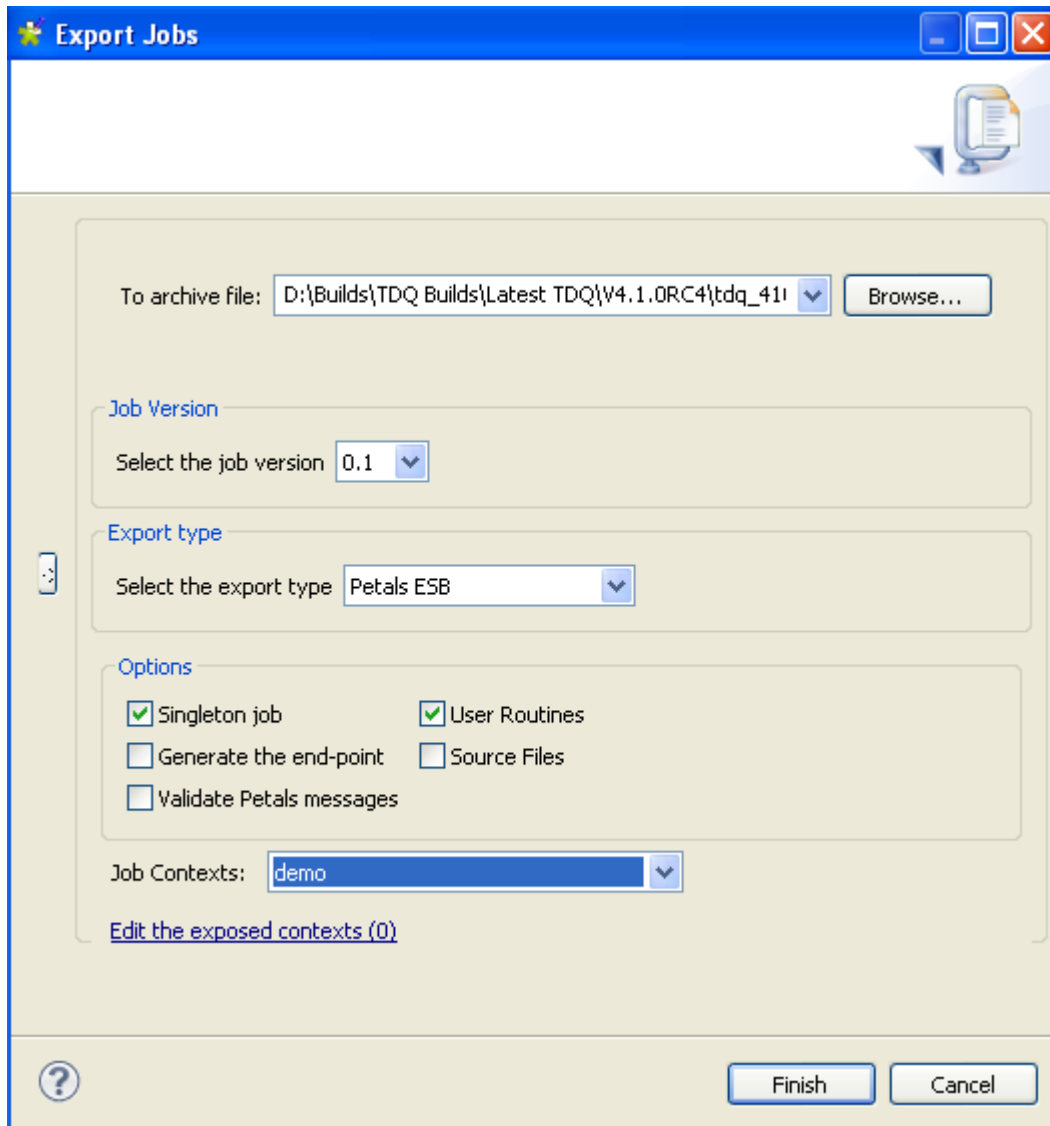 Export Jobs
To archive file: D:\Builds\TDQ Builds\Latest TDQ\V4.1.0RC4\tdq_41 Browse...
Job Version
Select the job version 0.1
Export type
Select the export type Petals ESB
Options
Singleton job User Routines
Generate the end-point Source Files
Validate Petals messages
Job Contexts: demo
Edit the exposed contexts (0)
Finish Cancel